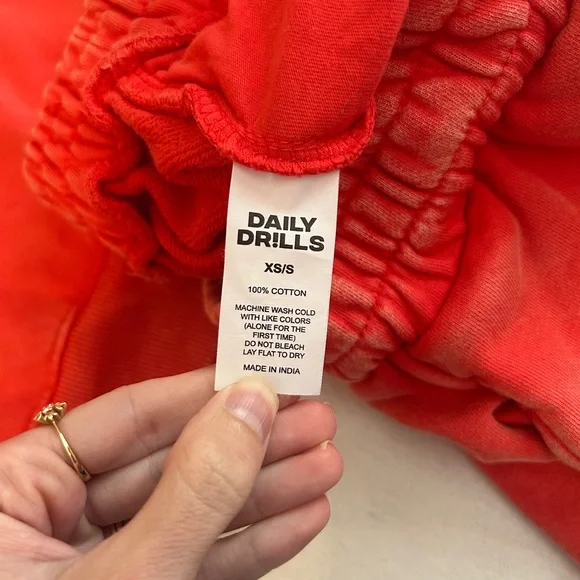 DAILY
DR!LLS
XS/S
100% COTTON
MACHINE WASH COLD
WITH LIKE COLORS
(ALONE FOR THE
FIRST TIME)
DO NOT BLEACH
LAY FLAT TO DRY
MADE IN INDIA